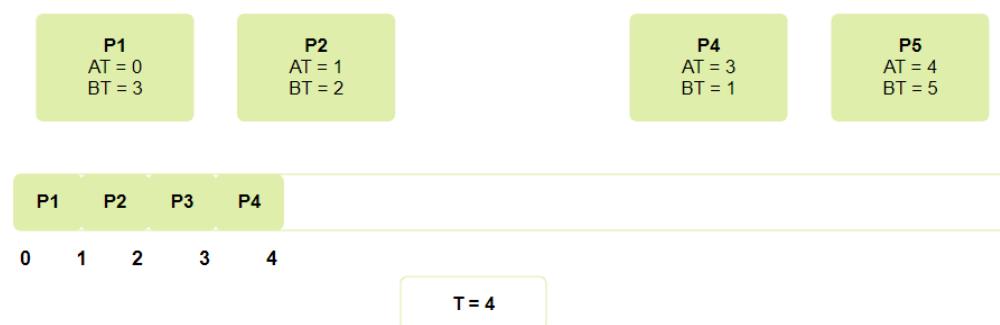 P1
AT = 0
BT = 3
P2
AT = 1
BT = 2
P4
AT = 3
BT = 1
P5
AT = 4
BT = 5
P1 P2 P3 P4
0 1 2 3 4
T = 4